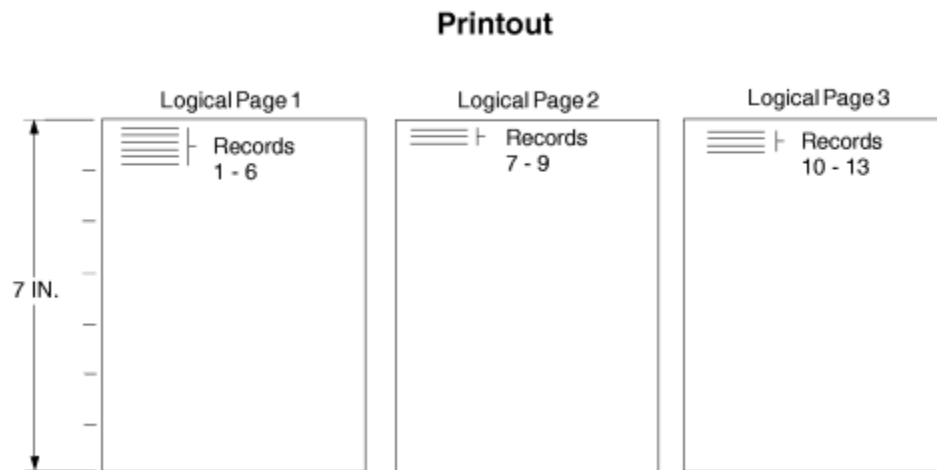 Printout
Logical Page 1
Logical Page 2
Logical Page 3
Records
1 - 6
Records
7 - 9
Records
10 - 13
7 IN.